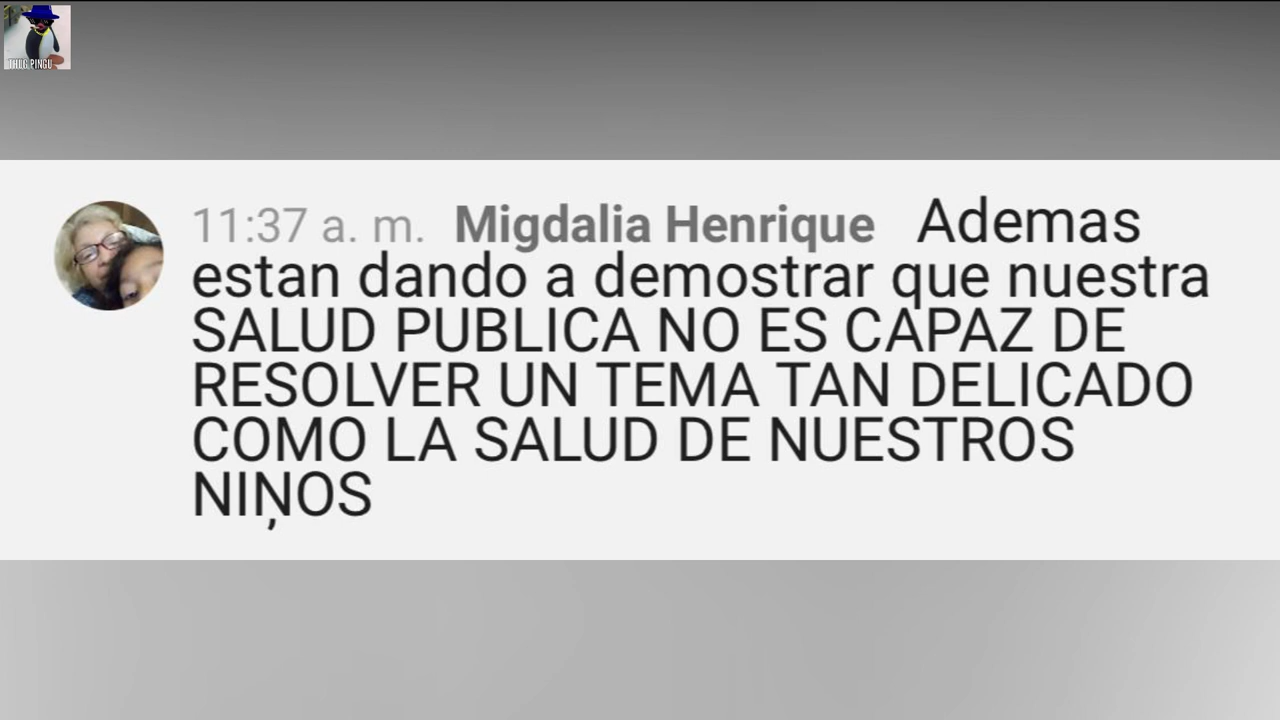 THUG PINGU
11:37 a. m. Migdalia Henrique Ademas
estan dando a demostrar que nuestra
SALUD PUBLICA NO ES CAPAZ DE
RESOLVER UN TEMA TAN DELICADO
COMO LA SALUD DE NUESTROS
NIŅOS